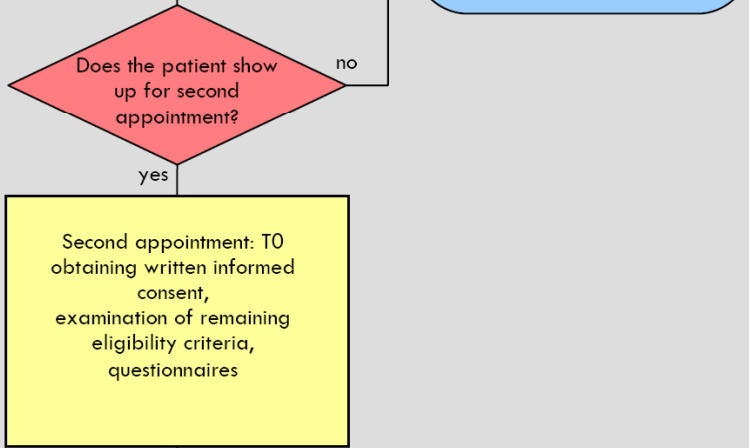 Does the patient show
up for second
appointment?
no
yes
Second appointment: T0
obtaining written informed
consent,
examination of remaining
eligibility criteria,
questionnaires